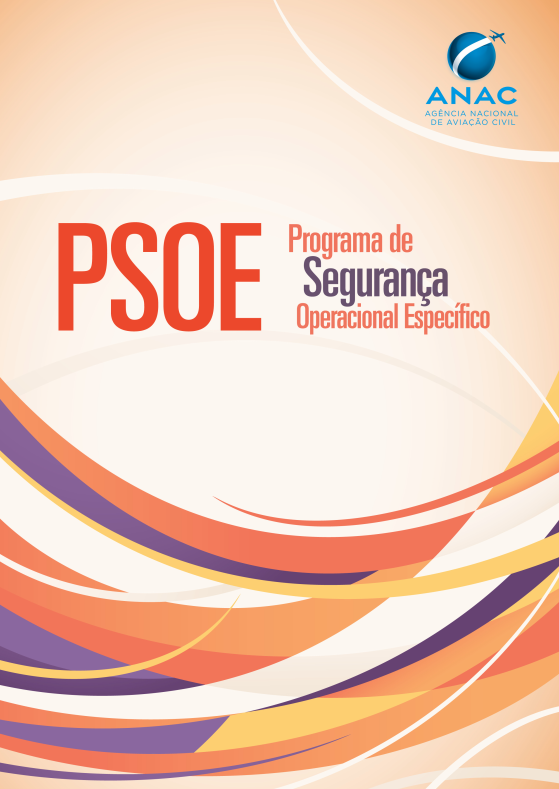 ANAC
AGÊNCIA NACIONAL
DE AVIAÇÃO CIVIL
PSOE
Programa de
Segurança
Operacional Específico